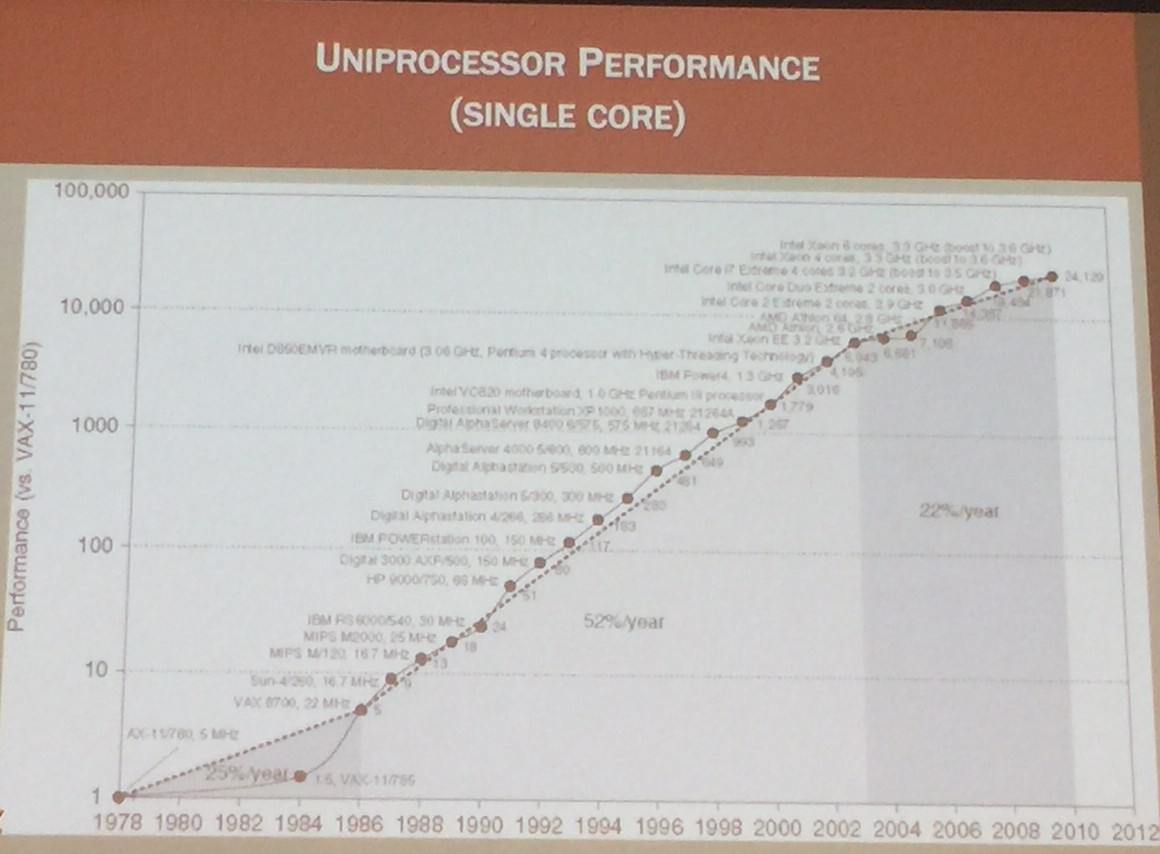 UNIPROCESSOR PERFORMANCE
(SINGLE CORE)
100,000
10,000
1000
100
10
1
Performance (vs. VAX-11/780)
Intel Xeon 6 cores, 3.3 GHz (boost to 3.6 GHz)
Intel Xeon 4 cores, 3.3 GHz (boost to 3.6 GHz)
Intel Core i7 Extreme 4 cores 3.2 GHz (boost to 3.5 GHz)
24,129
Intel Core Duo Extreme 2 cores, 3.0 GHz
21,871
Intel Core 2 Extreme 2 cores, 2.9 GHz
14,387
AMD Athlon 64, 2.8 GHz
11,865
AMD Athlon, 2.6 GHz
Intel Xeon EE 3.2 GHz
7,108
Intel D850EMVR motherboard (3.06 GHz, Pentium 4 processor with Hyper-Threading Technology)
6,043
6,681
IBM Power4, 1.3 GHz
4,195
Intel VC820 motherboard, 1.0 GHz Pentium III processor
3,016
Professional Workstation XP1000, 667 MHz 21264A
1,779
Digital AlphaServer 8400 6/575, 575 MHz 21264
1,267
993
AlphaServer 4000 5/600, 600 MHz 21164
649
Digital Alphastation 5/500, 500 MHz
481
Digital Alphastation 5/300, 300 MHz
280
Digital Alphastation 4/266, 266 MHz
183
IBM POWERstation 100, 150 MHz
117
Digital 3000 AXP/500, 150 MHz
80
HP 9000/750, 66 MHz
51
22%/year
52%/year
IBM RS6000/540, 30 MHz
24
MIPS M2000, 25 MHz
18
MIPS M/120, 16.7 MHz
13
Sun-4/260, 16.7 MHz
9
VAX 8700, 22 MHz
5
AX-11/780, 5 MHz
25%/year
1.5, VAX-11/785
1978 1980 1982 1984 1986 1988 1990 1992 1994 1996 1998 2000 2002 2004 2006 2008 2010 2012